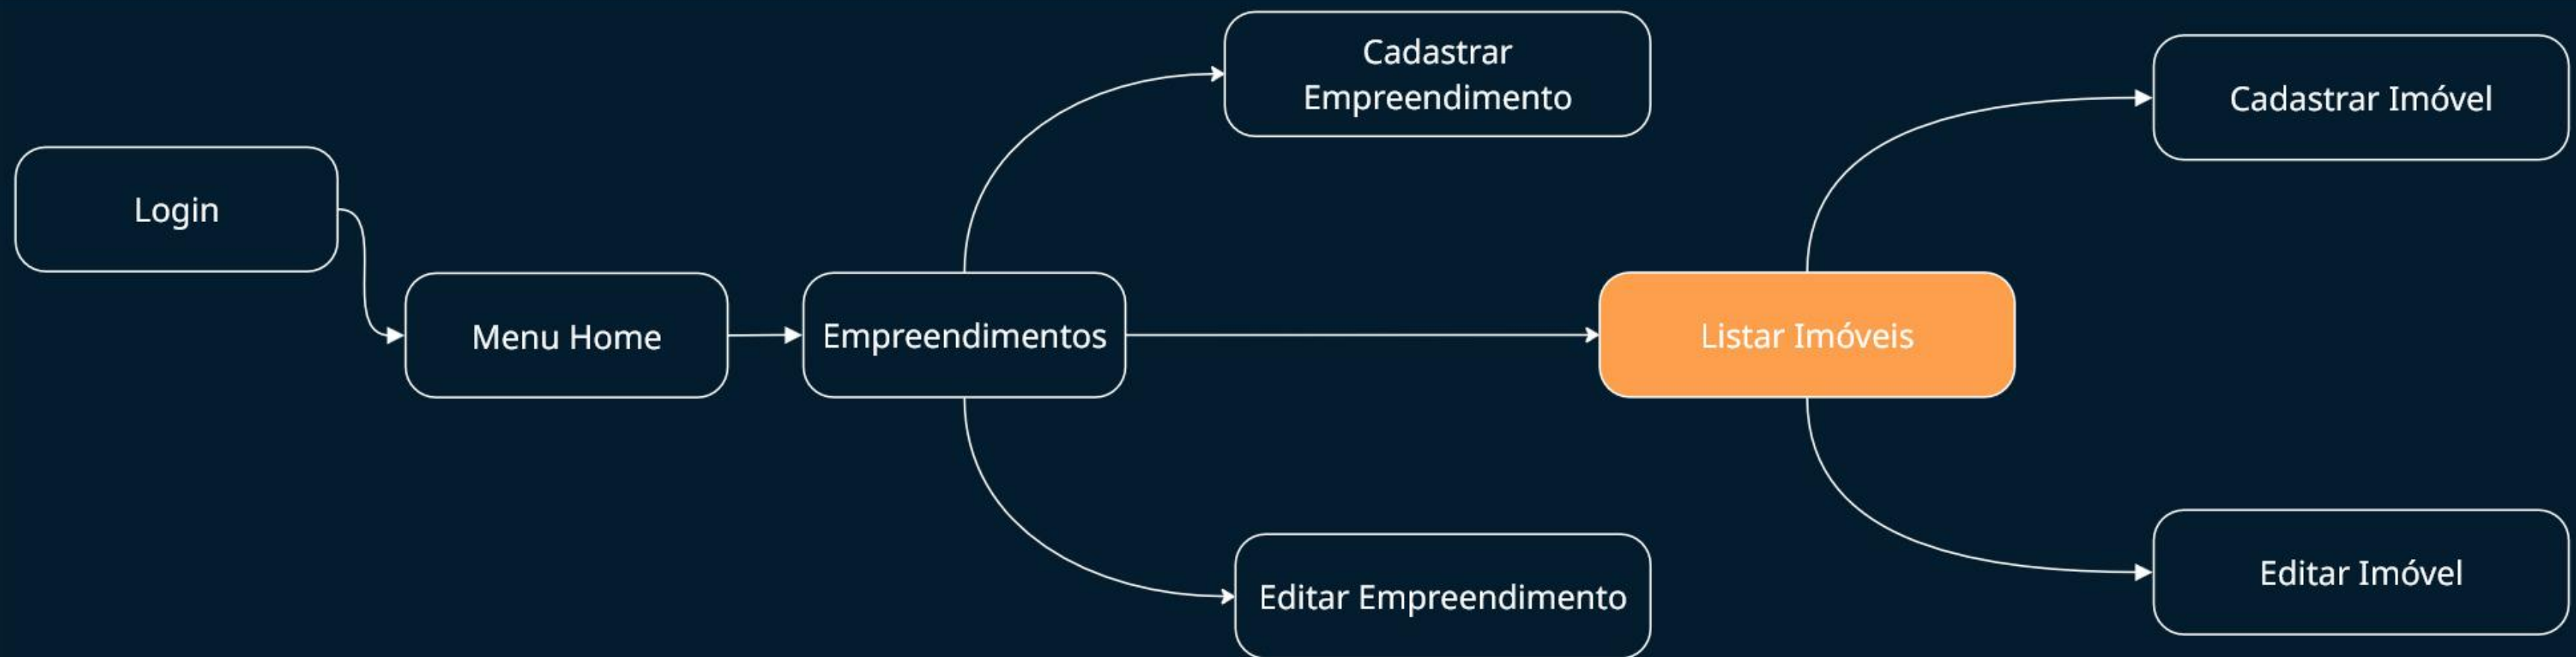 Login
Menu Home
Empreendimentos
Cadastrar
Empreendimento
Editar Empreendimento
Listar Imóveis
Cadastrar Imóvel
Editar Imóvel